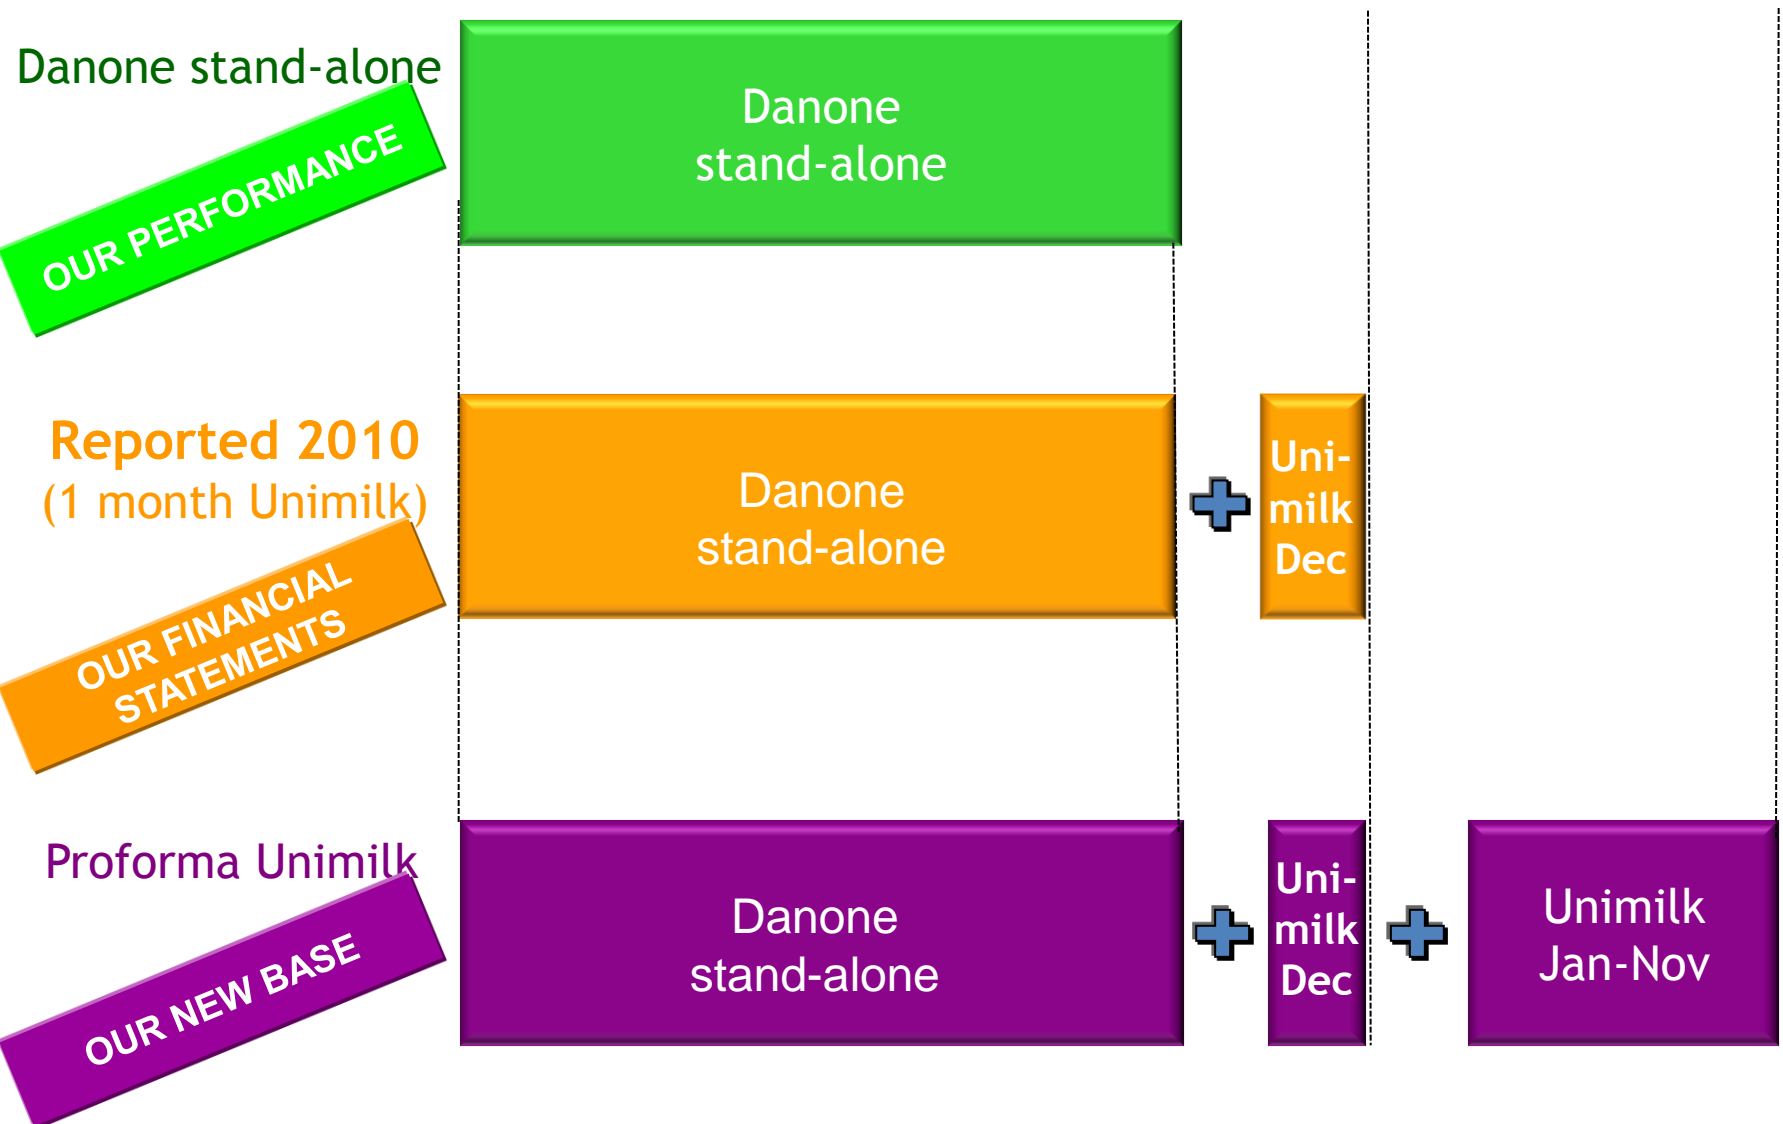 Danone stand-alone
OUR PERFORMANCE
Danone
stand-alone
Reported 2010
(1 month Unimilk)
OUR FINANCIAL
STATEMENTS
Danone
stand-alone
Uni-
milk
Dec
Proforma Unimilk
OUR NEW BASE
Danone
stand-alone
Uni-
milk
Dec
Unimilk
Jan-Nov